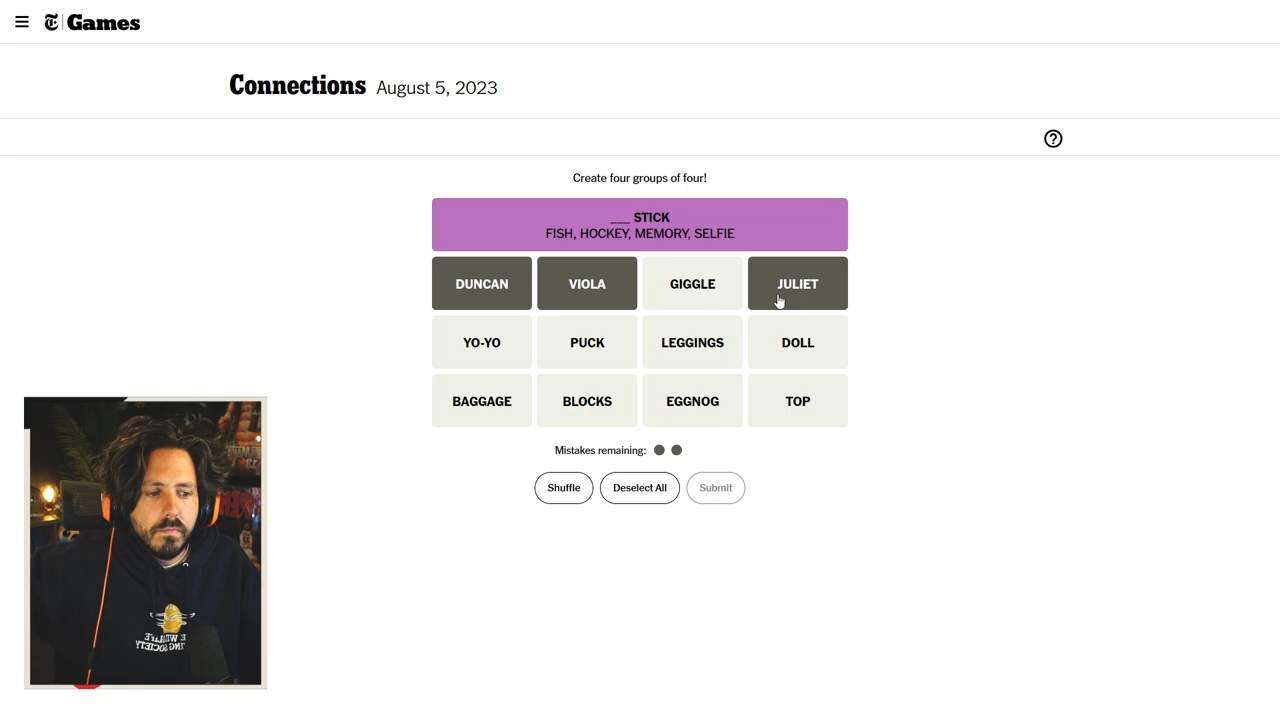 Games
Connections August 5, 2023
Create four groups of four!
___ STICK
FISH, HOCKEY, MEMORY, SELFIE
DUNCAN VIOLA GIGGLE JULIET
YO-YO PUCK LEGGINGS DOLL
BAGGAGE BLOCKS EGGNOG TOP
Mistakes remaining:
Shuffle Deselect All Submit